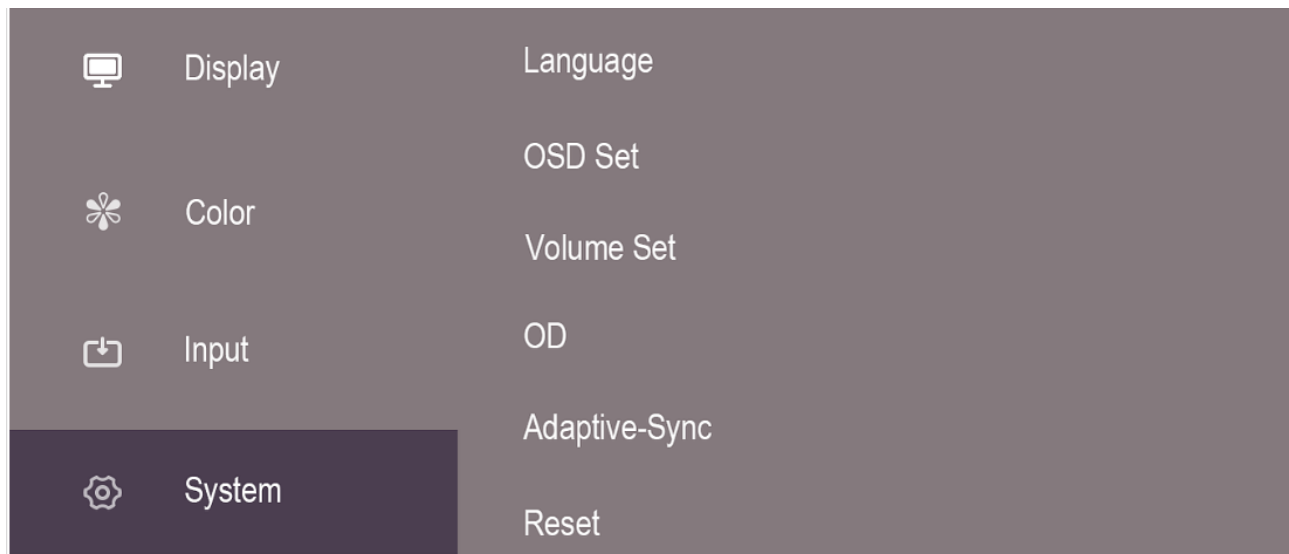 Display
Color
Input
System
Language
OSD Set
Volume Set
OD
Adaptive-Sync
Reset